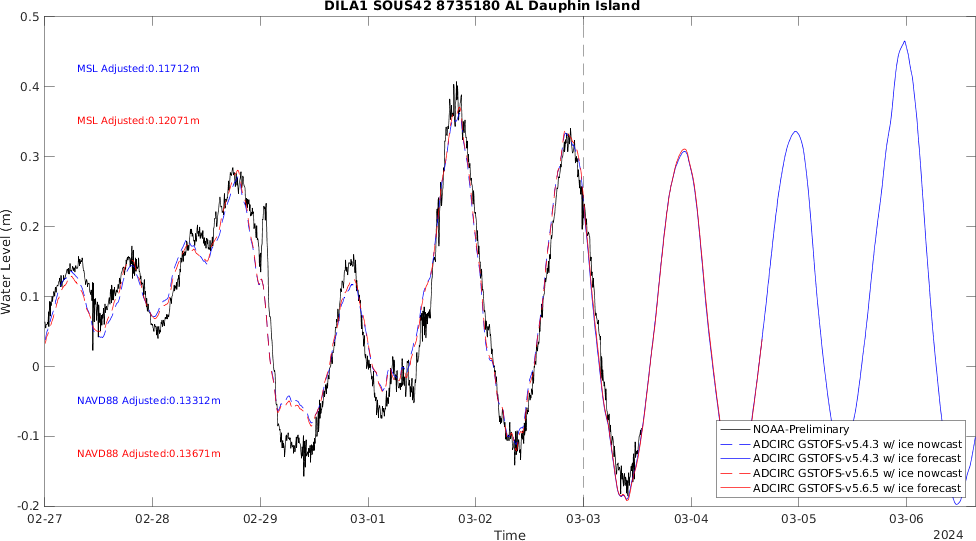 DILA1 SOUS42 8735180 AL Dauphin Island
0.5
0.4
0.3
0.2
0.1
0
-0.1
-0.2
Water Level (m)
MSL Adjusted:0.11712m
MSL Adjusted:0.12071m
NAVD88 Adjusted:0.13312m
NAVD88 Adjusted:0.13671m
NOAA-Preliminary
ADCIRC GSTOFS-v5.4.3 w/ ice nowcast
ADCIRC GSTOFS-v5.4.3 w/ ice forecast
ADCIRC GSTOFS-v5.6.5 w/ ice nowcast
ADCIRC GSTOFS-v5.6.5 w/ ice forecast
02-27 02-28 02-29 03-01 03-02 03-03 03-04 03-05 03-06
2024
Time